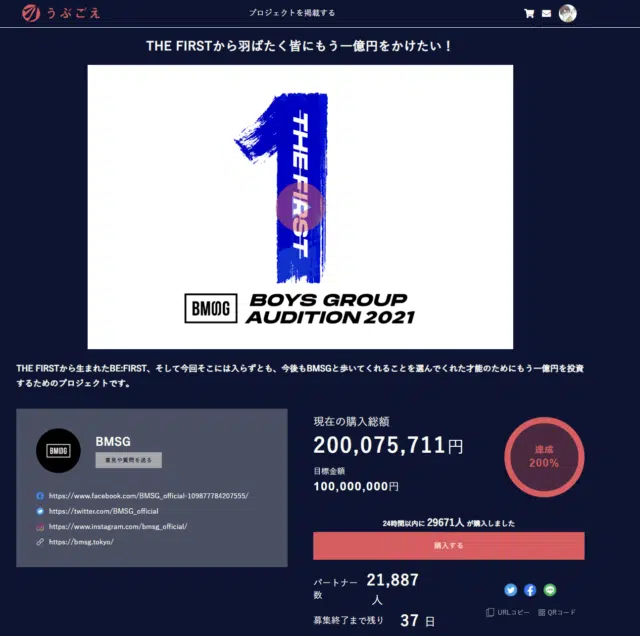 うぶごえ
プロジェクトを掲載する
THE FIRSTから羽ばたく皆にもう一億円をかけたい！
THE FIRST
BMSG
BOYS GROUP
AUDITION 2021
THE FIRSTから生まれたBE:FIRST、そして今回そこには入らずとも、今後もBMSGと歩いてくれることを選んでくれた才能のためにもう一億円を投資
するためのプロジェクトです。
BMSG
BMSG
意見や質問を送る
https://www.facebook.com/BMSG_official-109877784207555/
https://twitter.com/BMSG_official
https://www.instagram.com/bmsg_official/
https://bmsg.tokyo/
現在の購入総額
200,075,711円
目標金額
100,000,000円
達成
200%
24時間以内に 29671人 が購入しました
購入する
パートナー
数
21,887
人
募集終了まで残り 37 日
URLコピー
QRコード